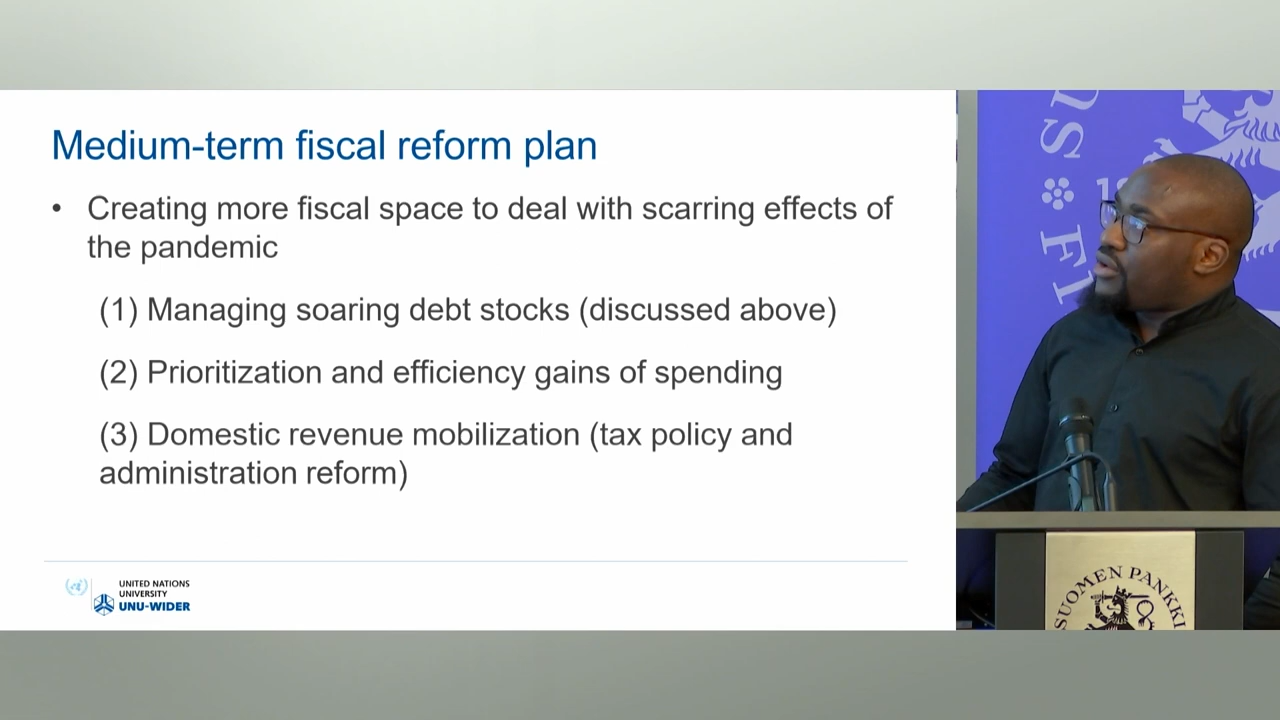 Medium-term fiscal reform plan
• Creating more fiscal space to deal with scarring effects of
the pandemic
(1) Managing soaring debt stocks (discussed above)
(2) Prioritization and efficiency gains of spending
(3) Domestic revenue mobilization (tax policy and
administration reform)
UNITED NATIONS
UNIVERSITY
UNU-WIDER
SUOMEN PANKKI